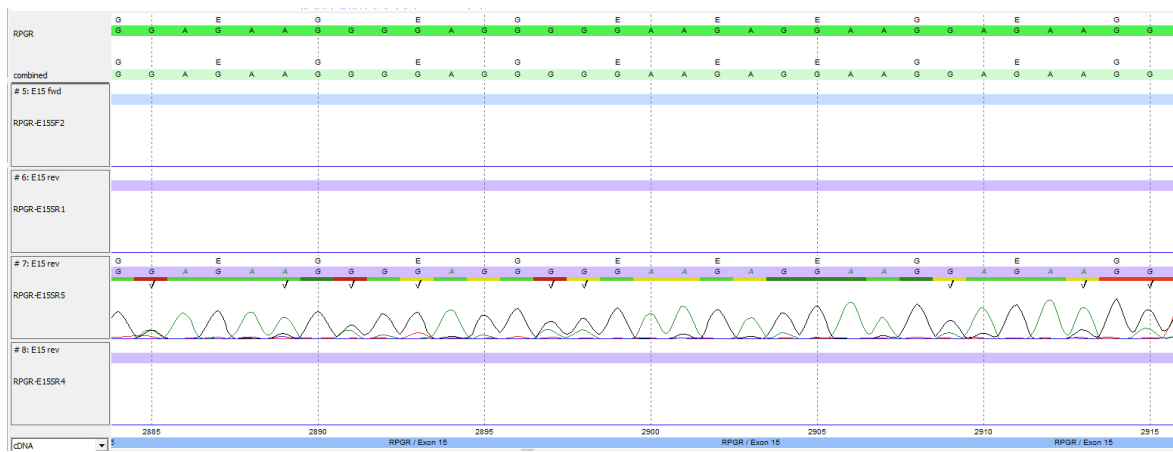 G E G E G E E E G E G
RPGR G G A G A A G G G G A G G G G G A A G A G G A A G G A G A A G G
G E G E G E E E G E G
combined G G A G A A G G G G A G G G G G A A G A G G A A G G A G A A G G
# 5: E15 fwd
RPGR-E15SF2
# 6: E15 rev
RPGR-E15SR1
# 7: E15 rev G E G E G E E E G E G
G G A G A A G G G G A G G G G G A A G A G G A A G G A G A A G G
RPGR-E15SR5
# 8: E15 rev
RPGR-E15SR4
2885 2890 2895 2900 2905 2910 2915
cDNA 5 RPGR / Exon 15 RPGR / Exon 15 RPGR / Exon 15